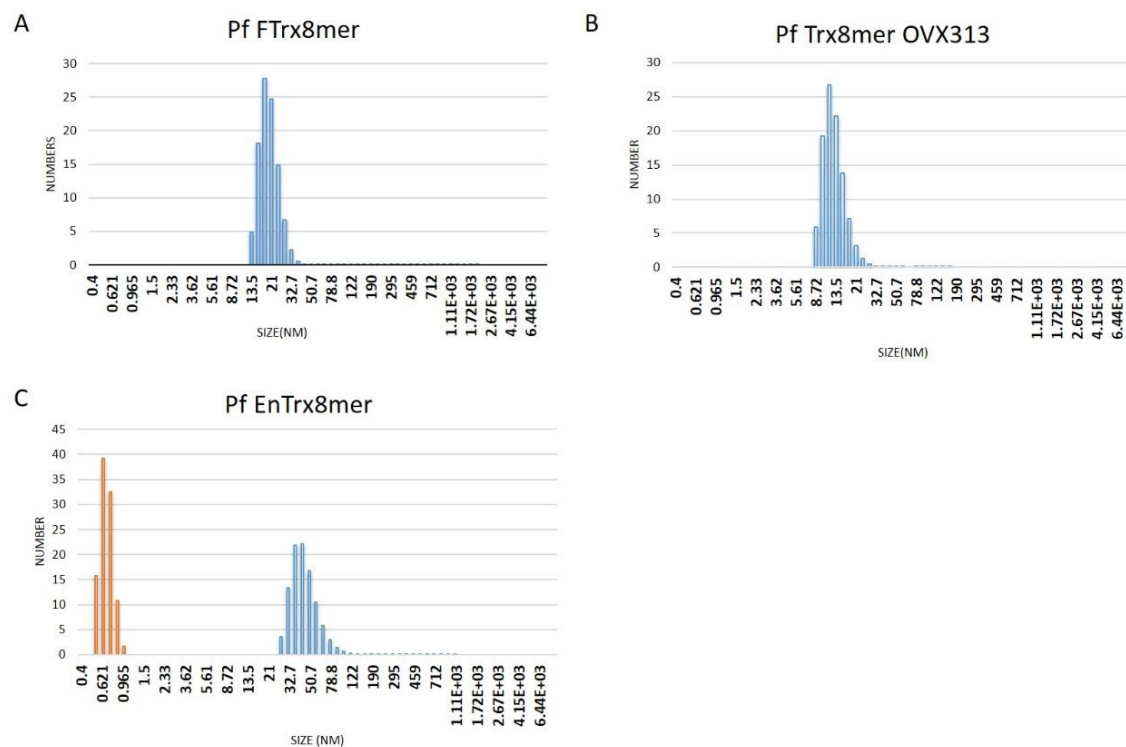 A
Pf FTrx8mer
NUMBERS
30
25
20
15
10
5
0
0.4
0.621
0.965
1.5
2.33
3.62
5.61
8.72
13.5
21
32.7
50.7
78.8
122
190
295
459
712
1.11E+03
1.72E+03
2.67E+03
4.15E+03
6.44E+03
SIZE(NM)
B
Pf Trx8mer OVX313
NUMBER
30
25
20
15
10
5
0
0.4
0.621
0.965
1.5
2.33
3.62
5.61
8.72
13.5
21
32.7
50.7
78.8
122
190
295
459
712
1.11E+03
1.72E+03
2.67E+03
4.15E+03
6.44E+03
SIZE(NM)
C
Pf EnTrx8mer
NUMBER
45
40
35
30
25
20
15
10
5
0
0.4
0.621
0.965
1.5
2.33
3.62
5.61
8.72
21
32.7
50.7
78.8
122
190
295
459
712
1.11E+03
1.72E+03
2.67E+03
4.15E+03
6.44E+03
SIZE (NM)